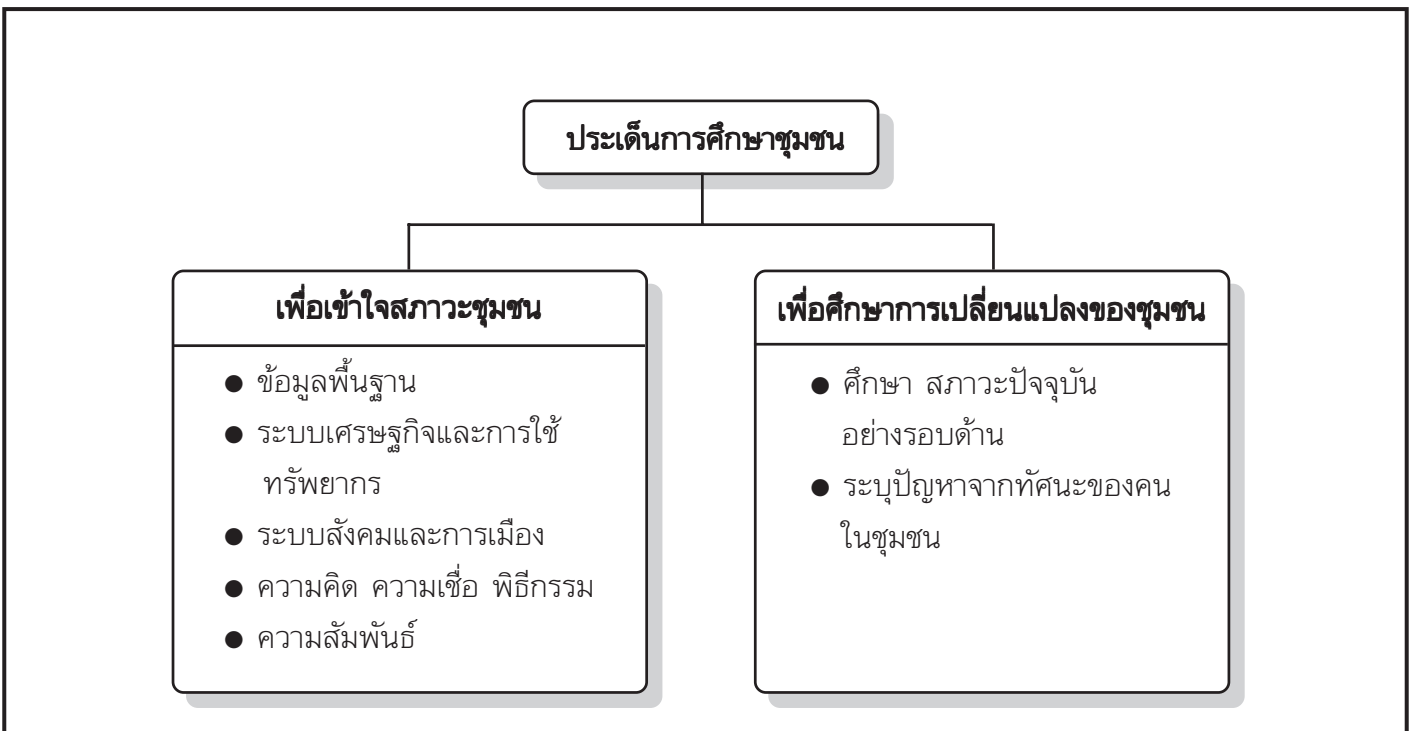 ประเด็นการศึกษาชุมชน
เพื่อเข้าใจสภาวะชุมชน
● ข้อมูลพื้นฐาน
● ระบบเศรษฐกิจและการใช้
ทรัพยากร
● ระบบสังคมและการเมือง
● ความคิด ความเชื่อ พิธีกรรม
● ความสัมพันธ์
เพื่อศึกษาการเปลี่ยนแปลงของชุมชน
● ศึกษา สภาวะปัจจุบัน
อย่างรอบด้าน
● ระบุปัญหาจากทัศนะของคน
ในชุมชน